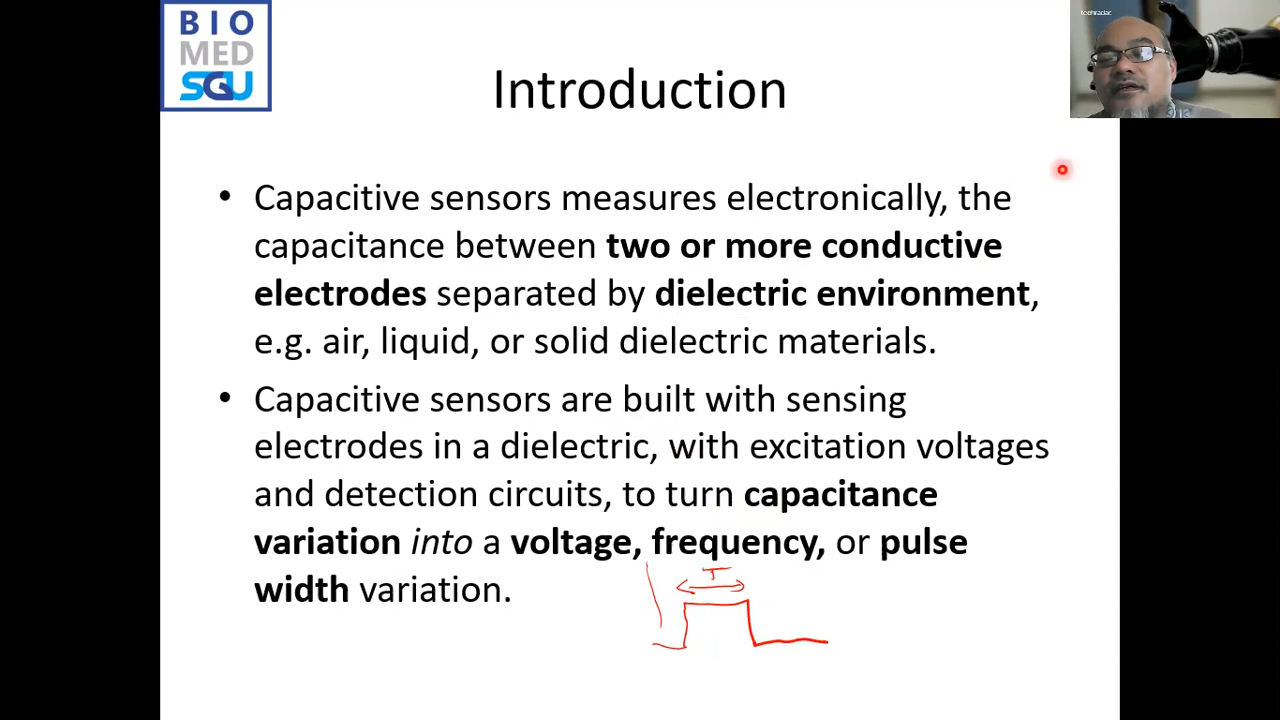 BIO
MED
SGU
Introduction
• Capacitive sensors measures electronically, the
capacitance between two or more conductive
electrodes separated by dielectric environment,
e.g. air, liquid, or solid dielectric materials.
• Capacitive sensors are built with sensing
electrodes in a dielectric, with excitation voltages
and detection circuits, to turn capacitance
variation into a voltage, frequency, or pulse
width variation.
T